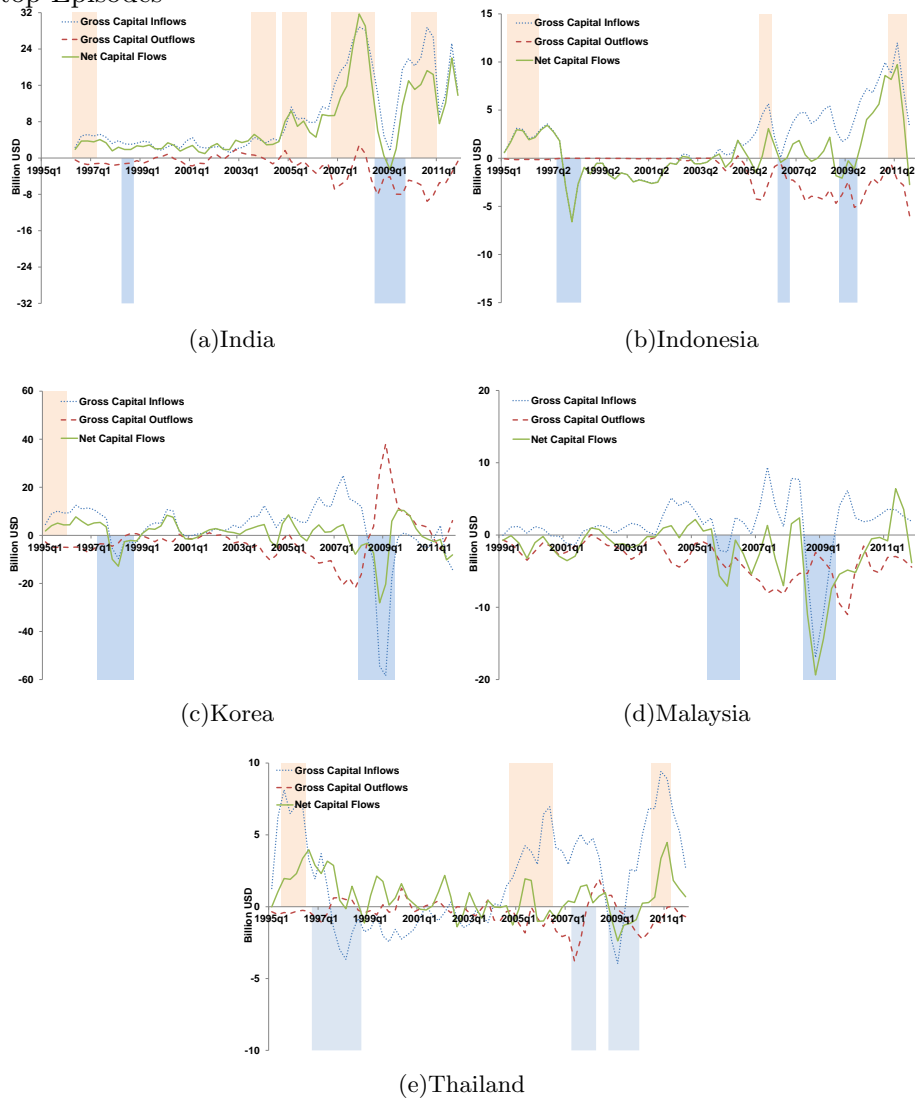 top Episodes
Gross Capital Inflows
Gross Capital Outflows
Net Capital Flows
Billion USD
32
24
16
8
0
-8
-16
-24
-32
1995q1 1997q1 1999q1 2001q1 2003q1 2005q1 2007q1 2009q1 2011q1
(a)India
Gross Capital Inflows
Gross Capital Outflows
Net Capital Flows
Billion USD
15
10
5
0
-5
-10
-15
1995q1 1997q2 1999q2 2001q2 2003q2 2005q2 2007q2 2009q2 2011q2
(b)Indonesia
Gross Capital Inflows
Gross Capital Outflows
Net Capital Flows
Billion USD
60
40
20
0
-20
-40
-60
1995q1 1997q1 1999q1 2001q1 2003q1 2005q1 2007q1 2009q1 2011q1
(c)Korea
Gross Capital Inflows
Gross Capital Outflows
Net Capital Flows
Billion USD
20
10
0
-10
-20
1999q1 2001q1 2003q1 2005q1 2007q1 2009q1 2011q1
(d)Malaysia
Gross Capital Inflows
Gross Capital Outflows
Net Capital Flows
Billion USD
10
5
0
-5
-10
1995q1 1997q1 1999q1 2001q1 2003q1 2005q1 2007q1 2009q1 2011q1
(e)Thailand